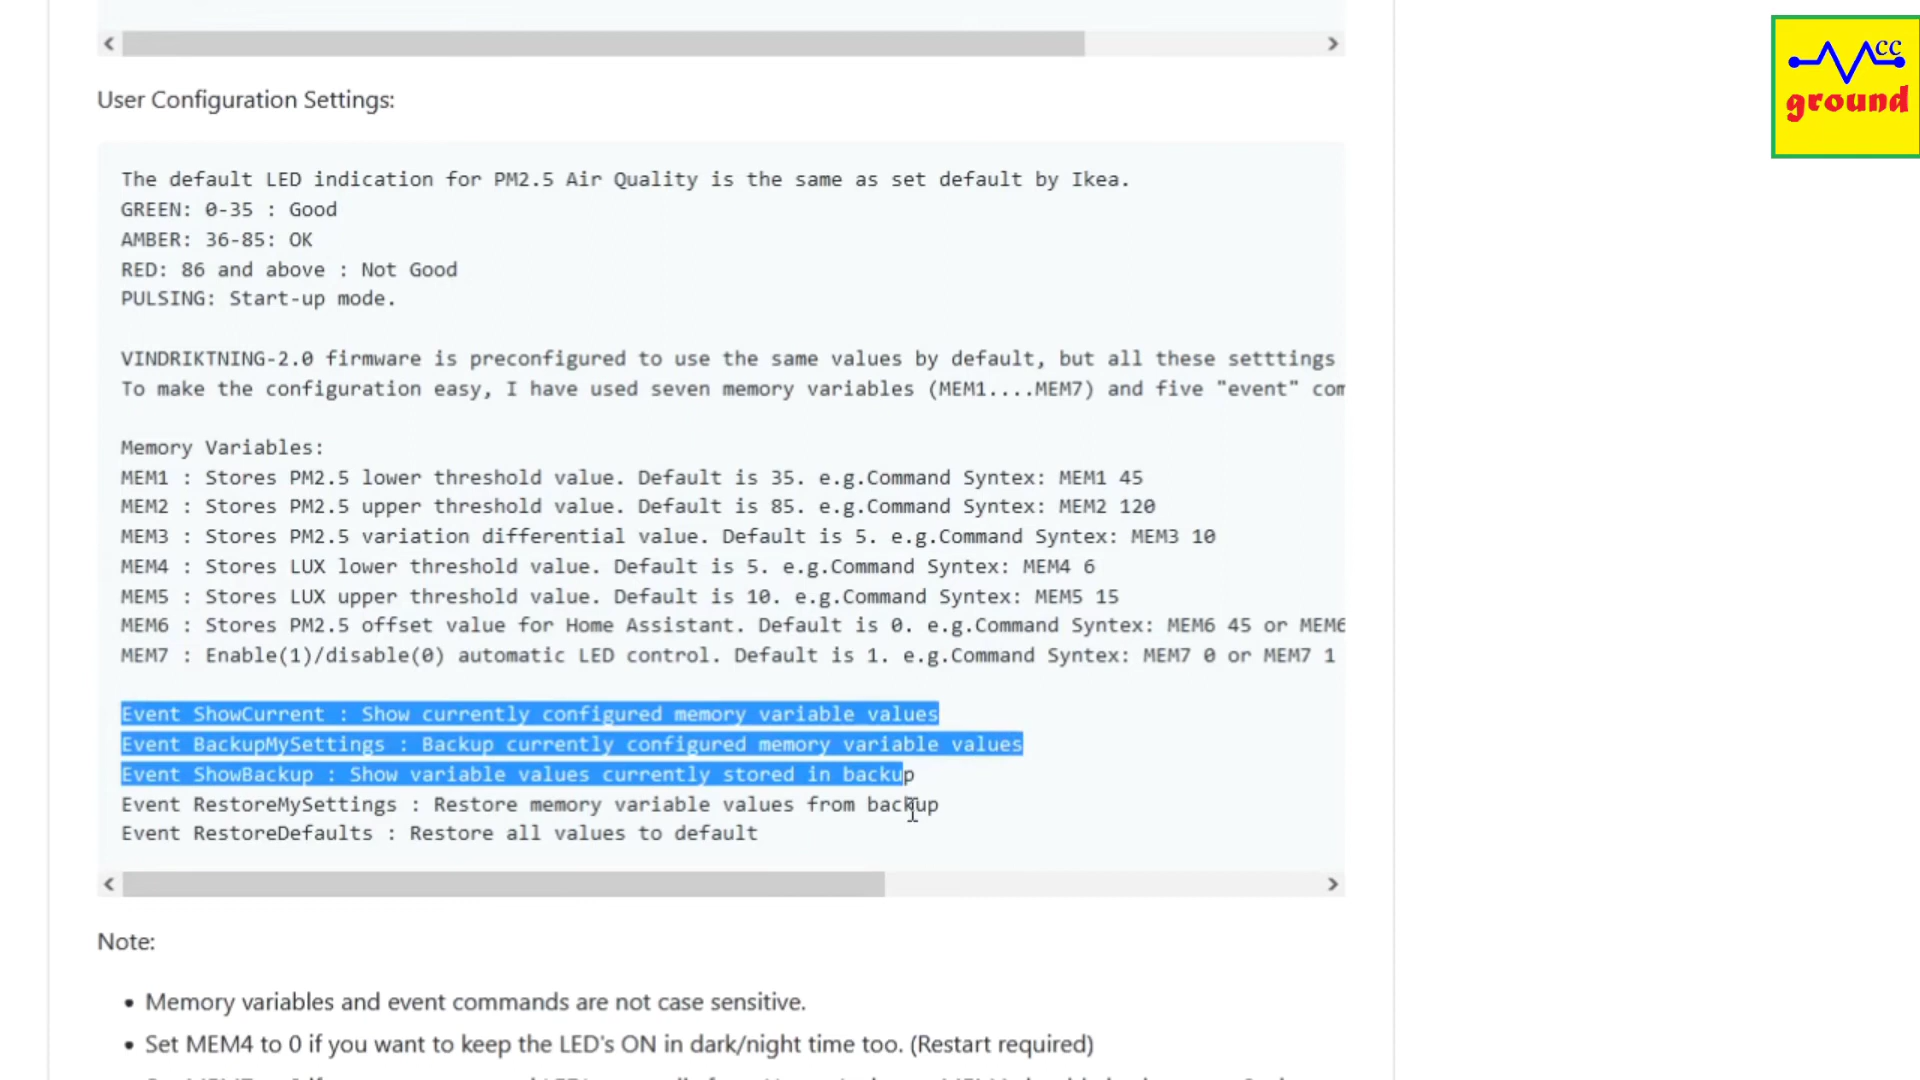 cc
ground
User Configuration Settings:
The default LED indication for PM2.5 Air Quality is the same as set default by Ikea.
GREEN: 0-35 : Good
AMBER: 36-85: OK
RED: 86 and above : Not Good
PULSING: Start-up mode.
VINDRIKTNING-2.0 firmware is preconfigured to use the same values by default, but all these setttings
To make the configuration easy, I have used seven memory variables (MEM1....MEM7) and five "event" com
Memory Variables:
MEM1 : Stores PM2.5 lower threshold value. Default is 35. e.g.Command Syntex: MEM1 45
MEM2 : Stores PM2.5 upper threshold value. Default is 85. e.g.Command Syntex: MEM2 120
MEM3 : Stores PM2.5 variation differential value. Default is 5. e.g.Command Syntex: MEM3 10
MEM4 : Stores LUX lower threshold value. Default is 5. e.g.Command Syntex: MEM4 6
MEM5 : Stores LUX upper threshold value. Default is 10. e.g.Command Syntex: MEM5 15
MEM6 : Stores PM2.5 offset value for Home Assistant. Default is 0. e.g.Command Syntex: MEM6 45 or MEM6
MEM7 : Enable(1)/disable(0) automatic LED control. Default is 1. e.g.Command Syntex: MEM7 0 or MEM7 1
Event ShowCurrent : Show currently configured memory variable values
Event BackupMySettings : Backup currently configured memory variable values
Event ShowBackup : Show variable values currently stored in backup
Event RestoreMySettings : Restore memory variable values from backup
Event RestoreDefaults : Restore all values to default
Note:
• Memory variables and event commands are not case sensitive.
• Set MEM4 to 0 if you want to keep the LED's ON in dark/night time too. (Restart required)